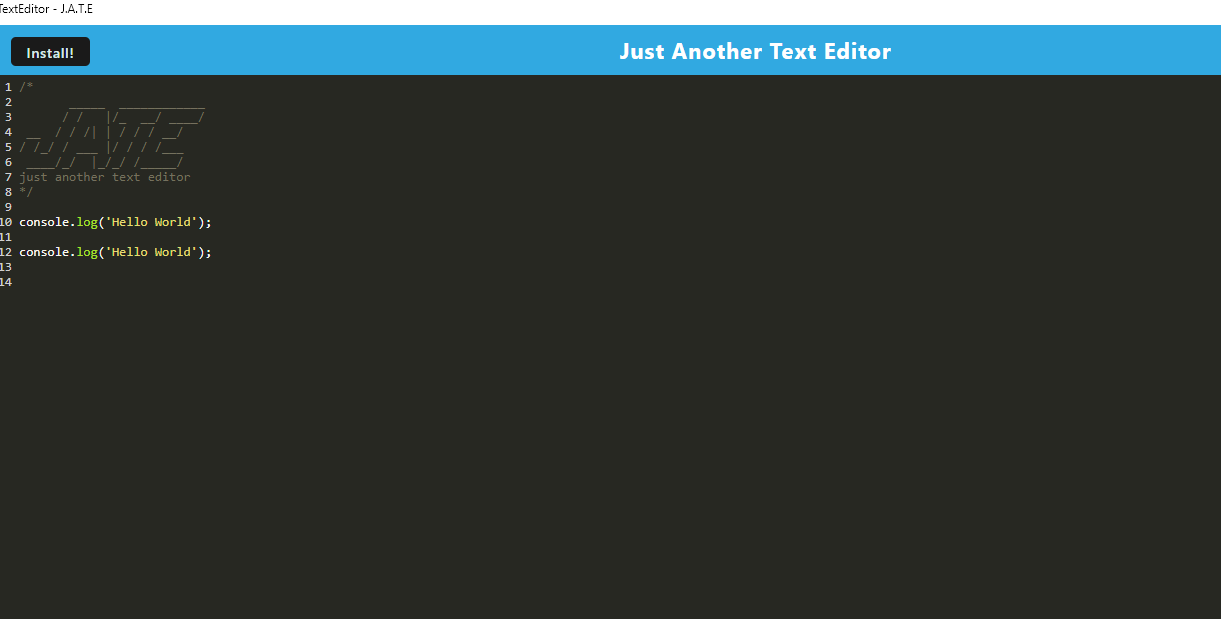 TextEditor - J.A.T.E
Install!
Just Another Text Editor
1 /*
2        _____  ____________
3       / /   |/_  __/ ____/
4  __  / / /| | / / / __/
5 / /_/ / ___ |/ / / /___
6  ____/_/  |_/_/ /_____/
7 just another text editor
8 */
9
10 console.log('Hello World');
11
12 console.log('Hello World');
13
14